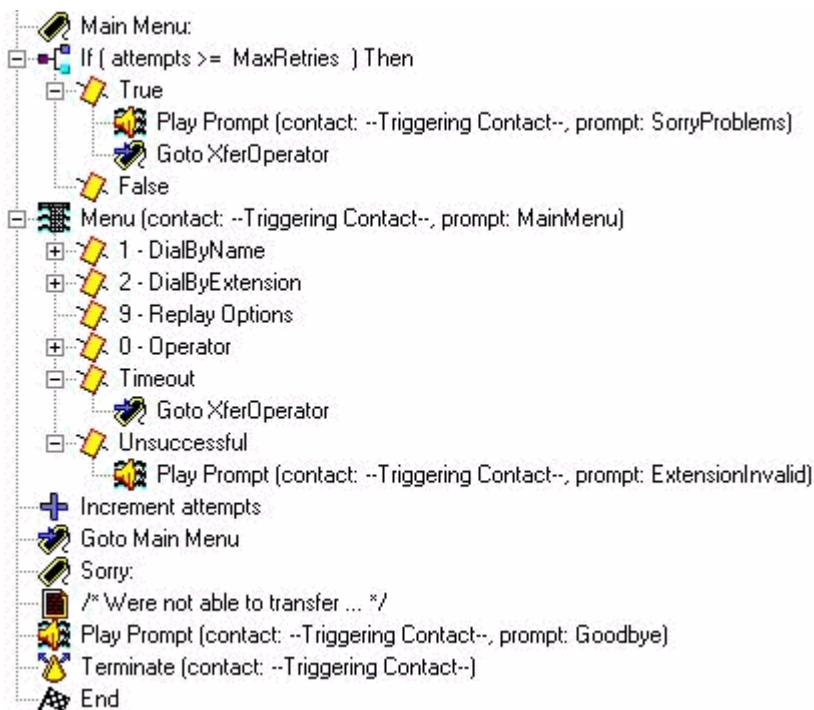 Main Menu:
If ( attempts >= MaxRetries ) Then
True
Play Prompt (contact: --Triggering Contact--, prompt: SorryProblems)
Goto XferOperator
False
Menu (contact: --Triggering Contact--, prompt: MainMenu)
1 - DialByName
2 - DialByExtension
9 - Replay Options
0 - Operator
Timeout
Goto XferOperator
Unsuccessful
Play Prompt (contact: --Triggering Contact--, prompt: ExtensionInvalid)
Increment attempts
Goto Main Menu
Sorry:
/* Were not able to transfer ... */
Play Prompt (contact: --Triggering Contact--, prompt: Goodbye)
Terminate (contact: --Triggering Contact--)
End